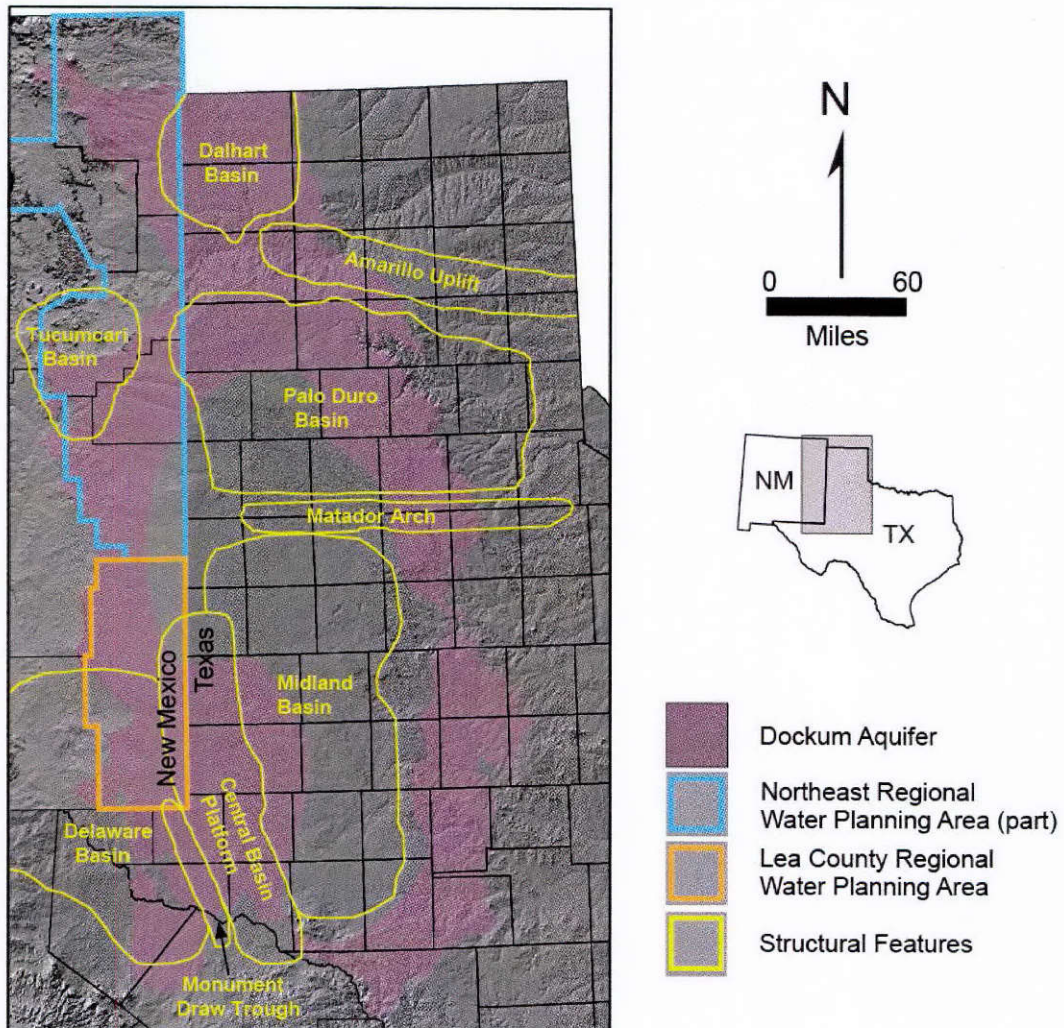 Dalhart
Basin
Amarillo Uplift
Tucumcari
Basin
Palo Duro
Basin
Matador Arch
New Mexico
Texas
Midland
Basin
Central Basin
Platform
Delaware
Basin
Monument
Draw Trough
N
0 60
Miles
NM
TX
Dockum Aquifer
Northeast Regional
Water Planning Area (part)
Lea County Regional
Water Planning Area
Structural Features